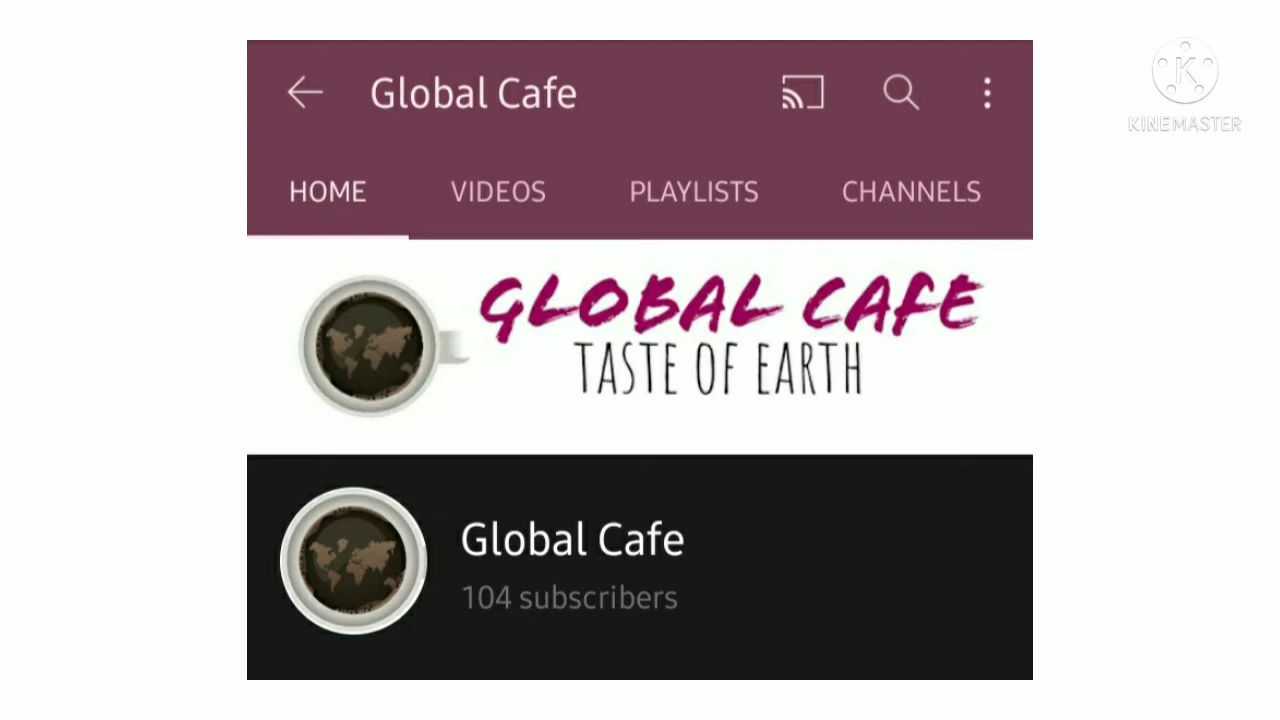 Global Cafe
HOME VIDEOS PLAYLISTS CHANNELS
GLOBAL CAFE
TASTE OF EARTH
Global Cafe
104 subscribers
K
KINEMASTER